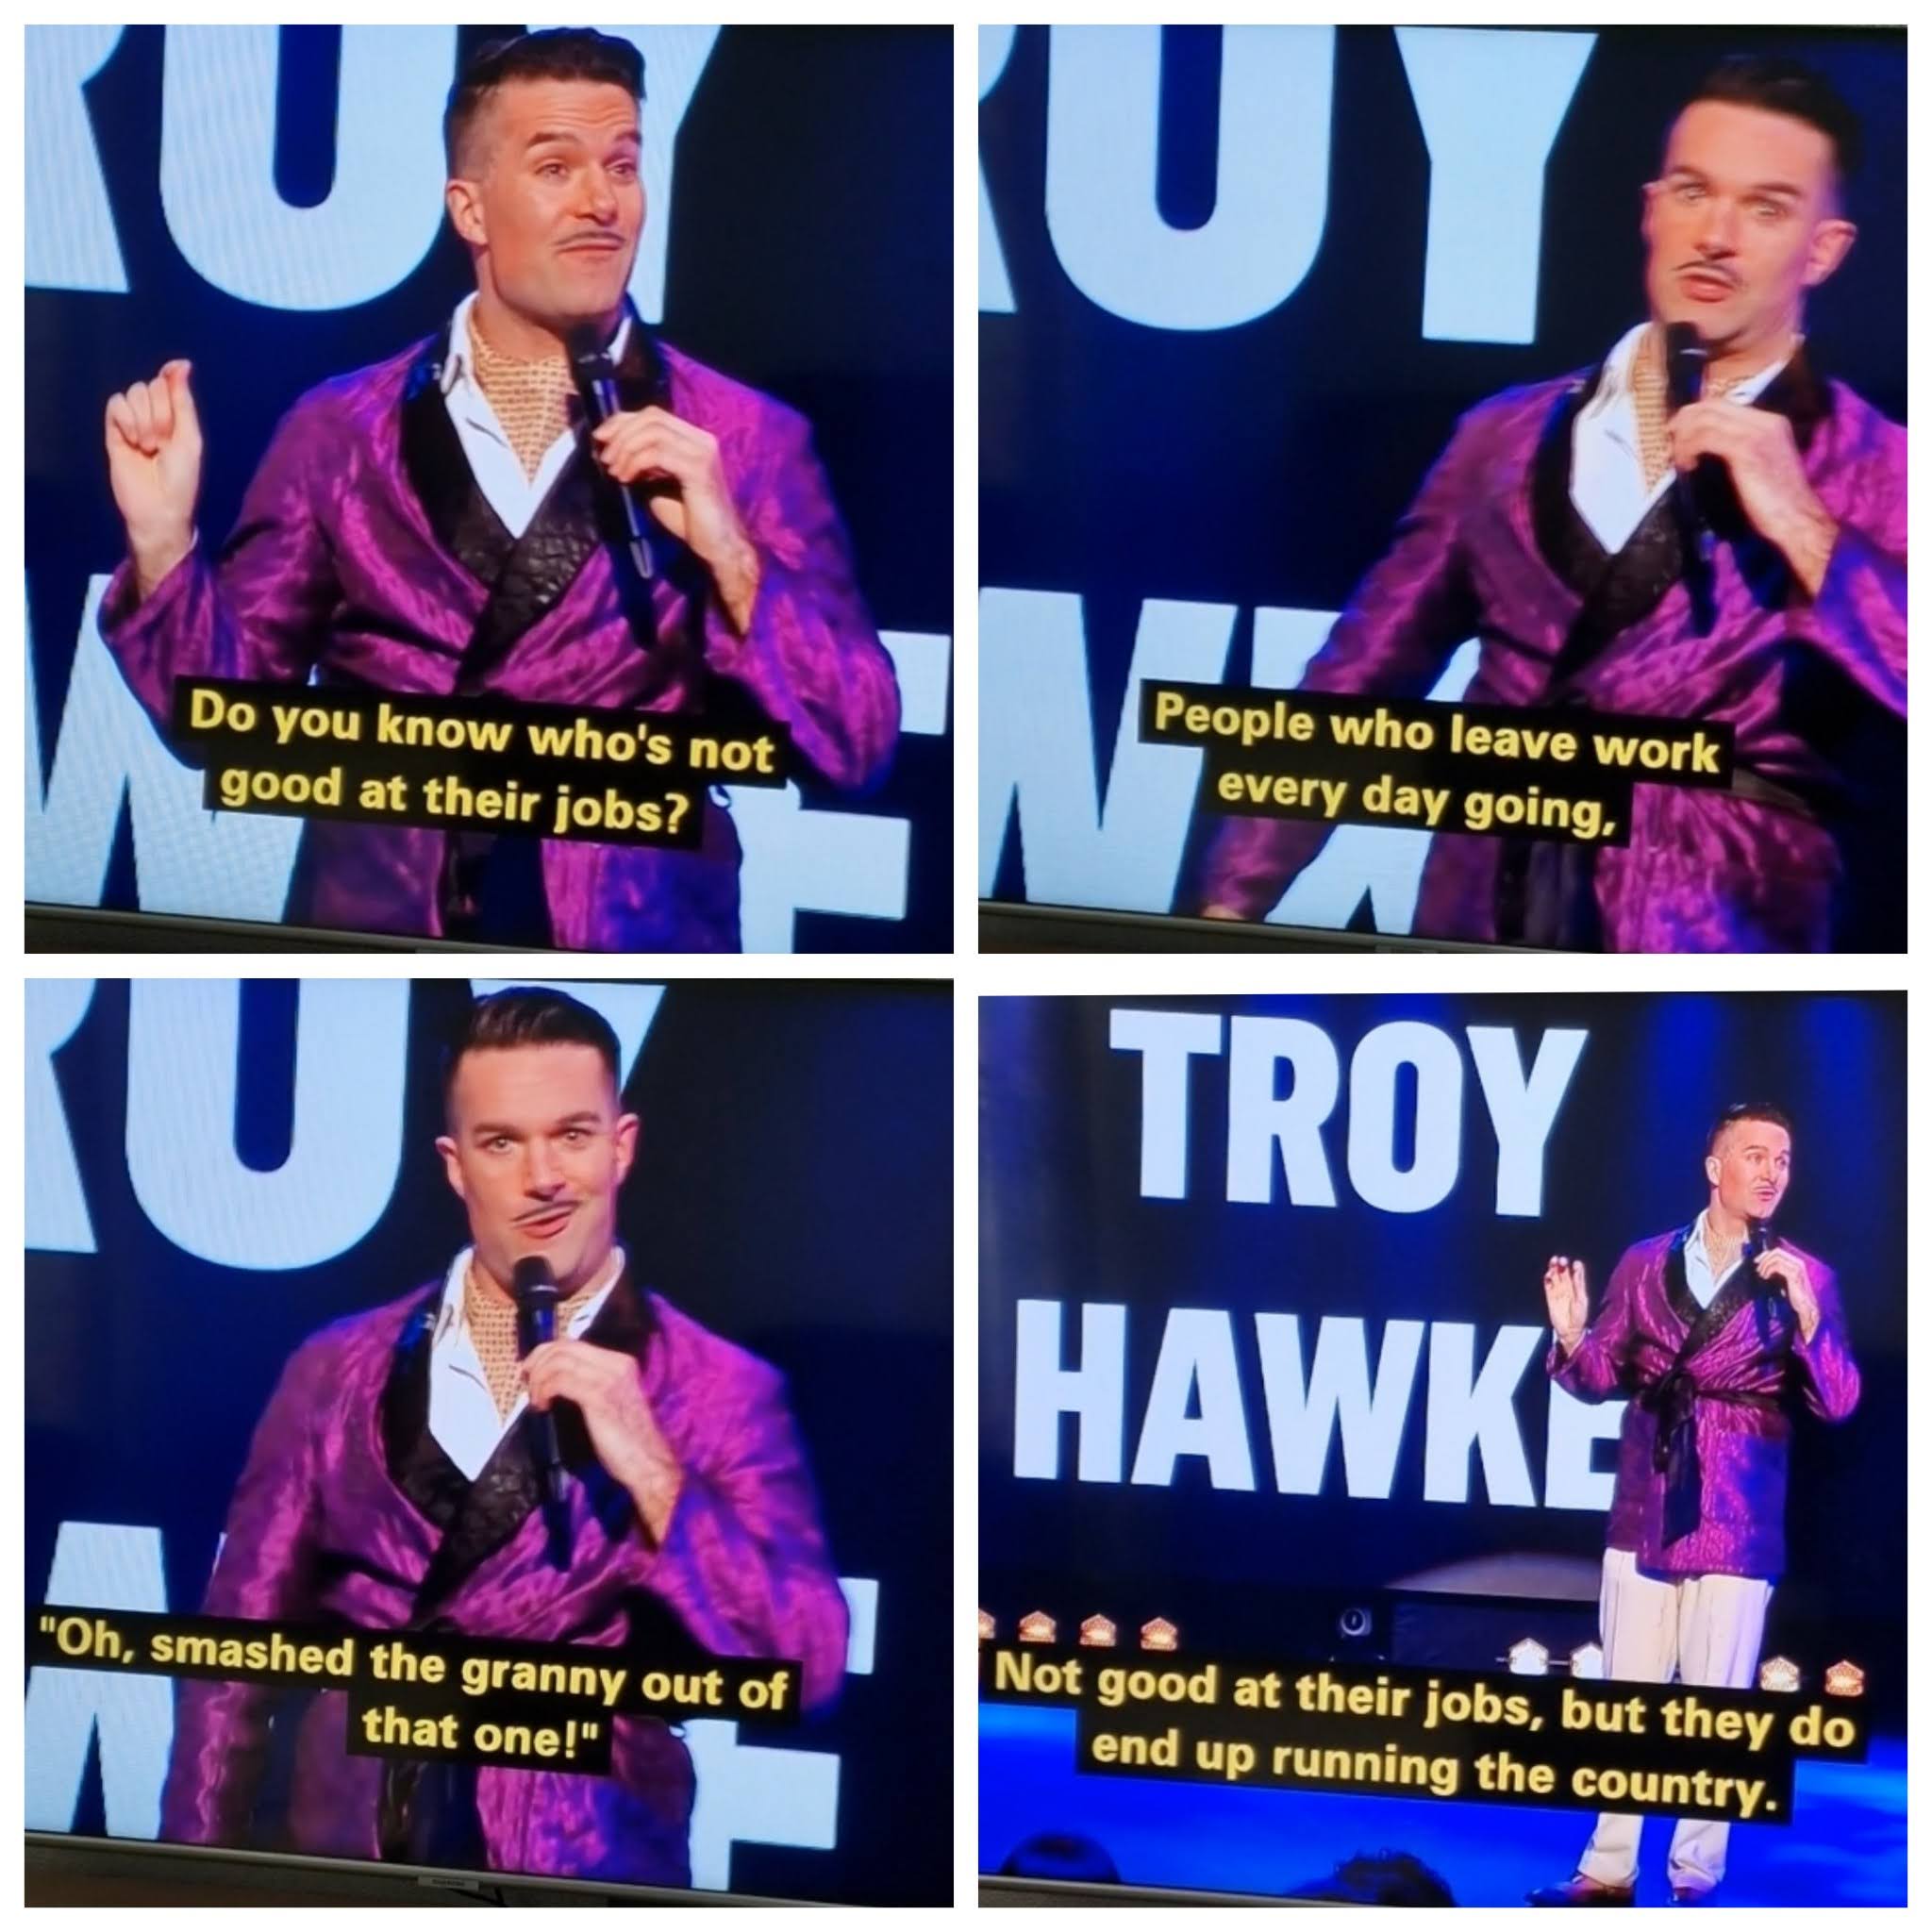 ROY
Do you know who's not
good at their jobs?
ROY
People who leave work
every day going,
"Oh, smashed the granny out of
that one!"
TROY
HAWKE
Not good at their jobs, but they do
end up running the country.